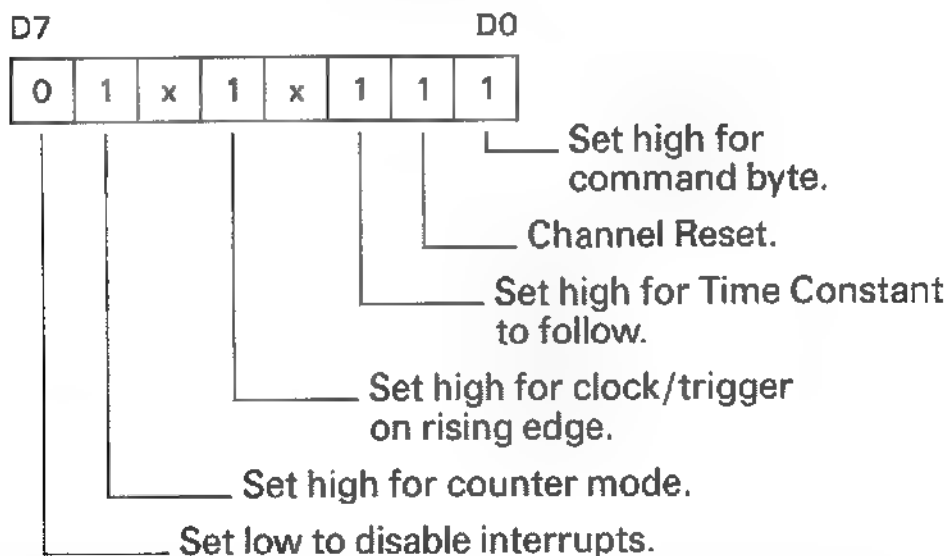 D7 D0
0 1 x 1 x 1 1 1
Set high for
command byte.
Channel Reset.
Set high for Time Constant
to follow.
Set high for clock/trigger
on rising edge.
Set high for counter mode.
Set low to disable interrupts.